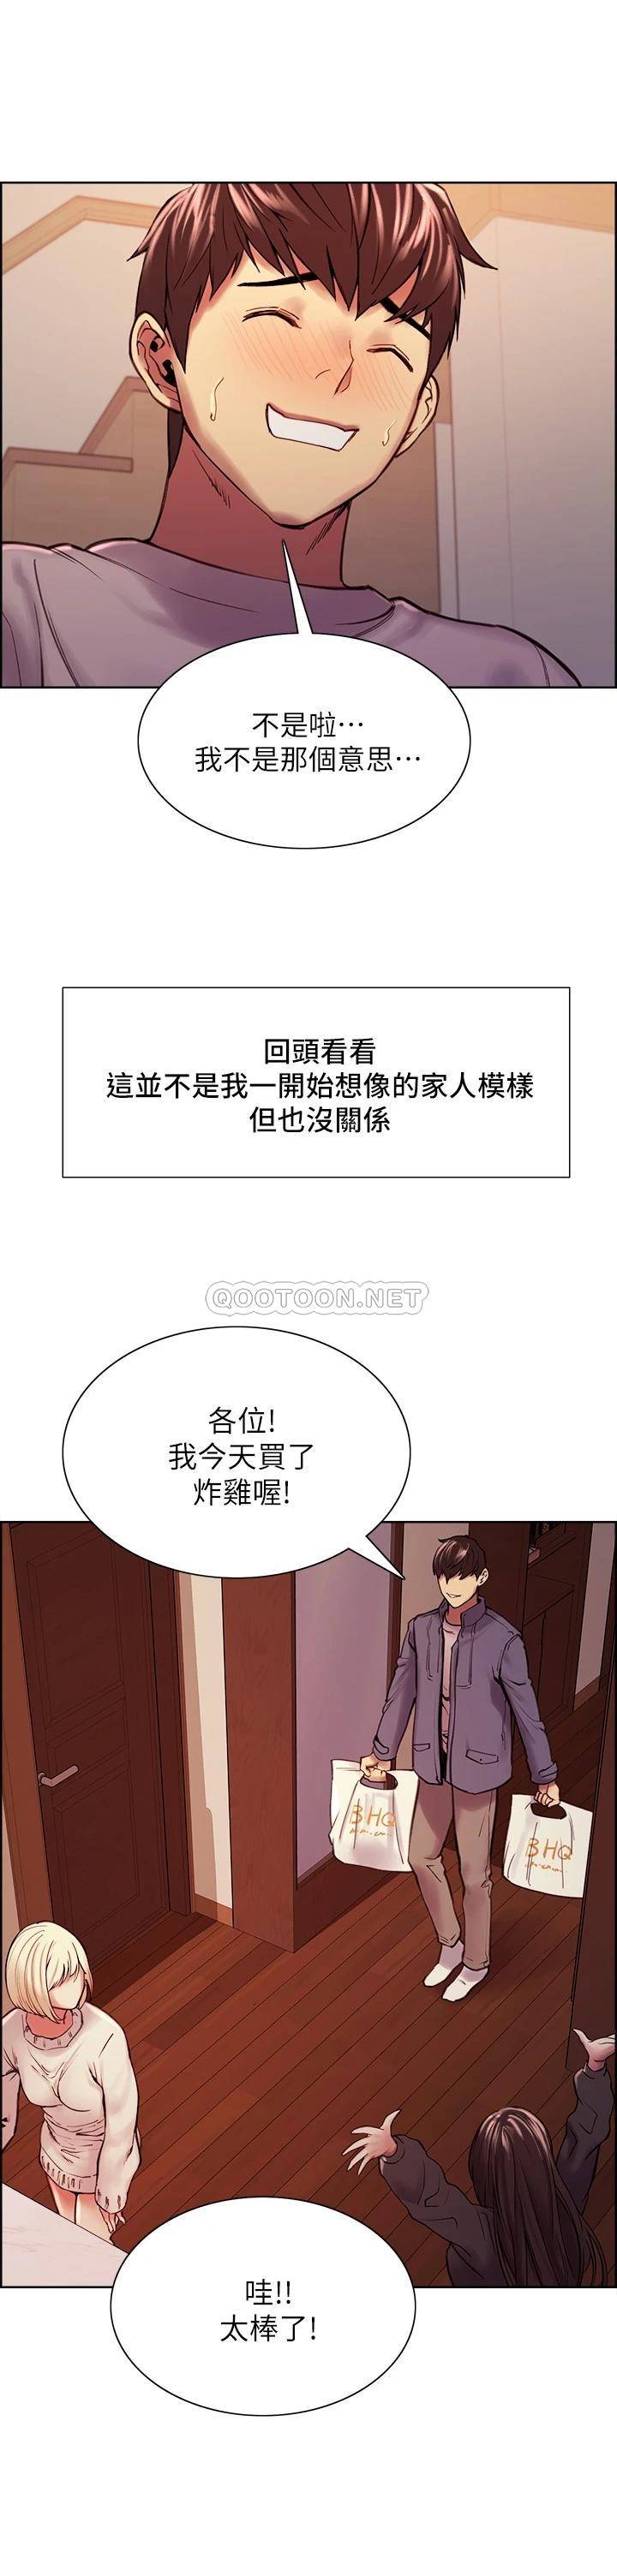 不是啦⋯
我不是那個意思⋯
回頭看看
這並不是我一開始想像的家人模樣
但也沒關係
QOOTOON.NET
各位!
我今天買了
炸雞喔!
BHQ
BHQ
哇!!
太棒了!